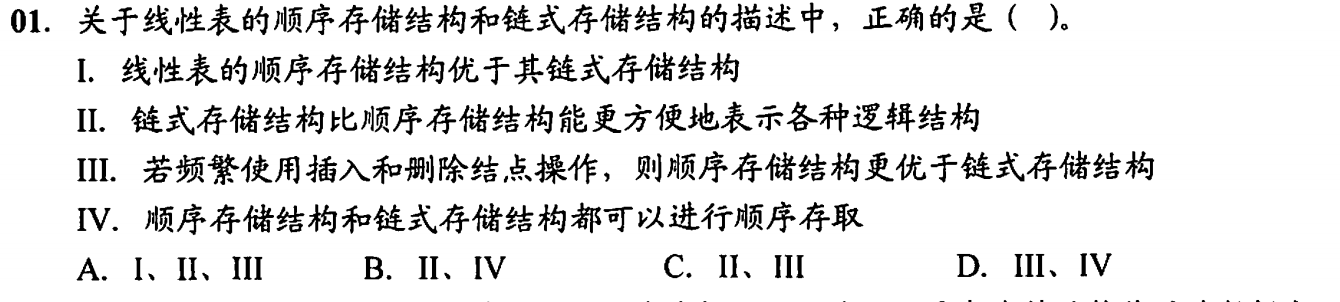 01. 关于线性表的顺序存储结构和链式存储结构的描述中，正确的是（ ）。
I. 线性表的顺序存储结构优于其链式存储结构
II. 链式存储结构比顺序存储结构能更方便地表示各种逻辑结构
III. 若频繁使用插入和删除结点操作，则顺序存储结构更优于链式存储结构
IV. 顺序存储结构和链式存储结构都可以进行顺序存取
A. I、II、III B. II、IV C. II、III D. III、IV